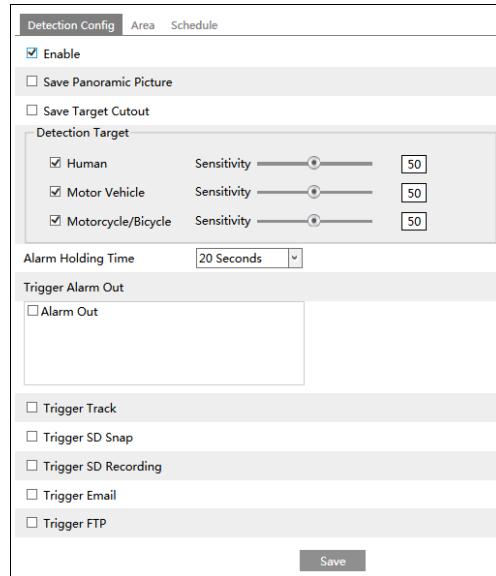 Detection Config Area Schedule
Enable
Save Panoramic Picture
Save Target Cutout
Detection Target
Human Sensitivity 50
Motor Vehicle Sensitivity 50
Motorcycle/Bicycle Sensitivity 50
Alarm Holding Time 20 Seconds
Trigger Alarm Out
Alarm Out
Trigger Track
Trigger SD Snap
Trigger SD Recording
Trigger Email
Trigger FTP
Save